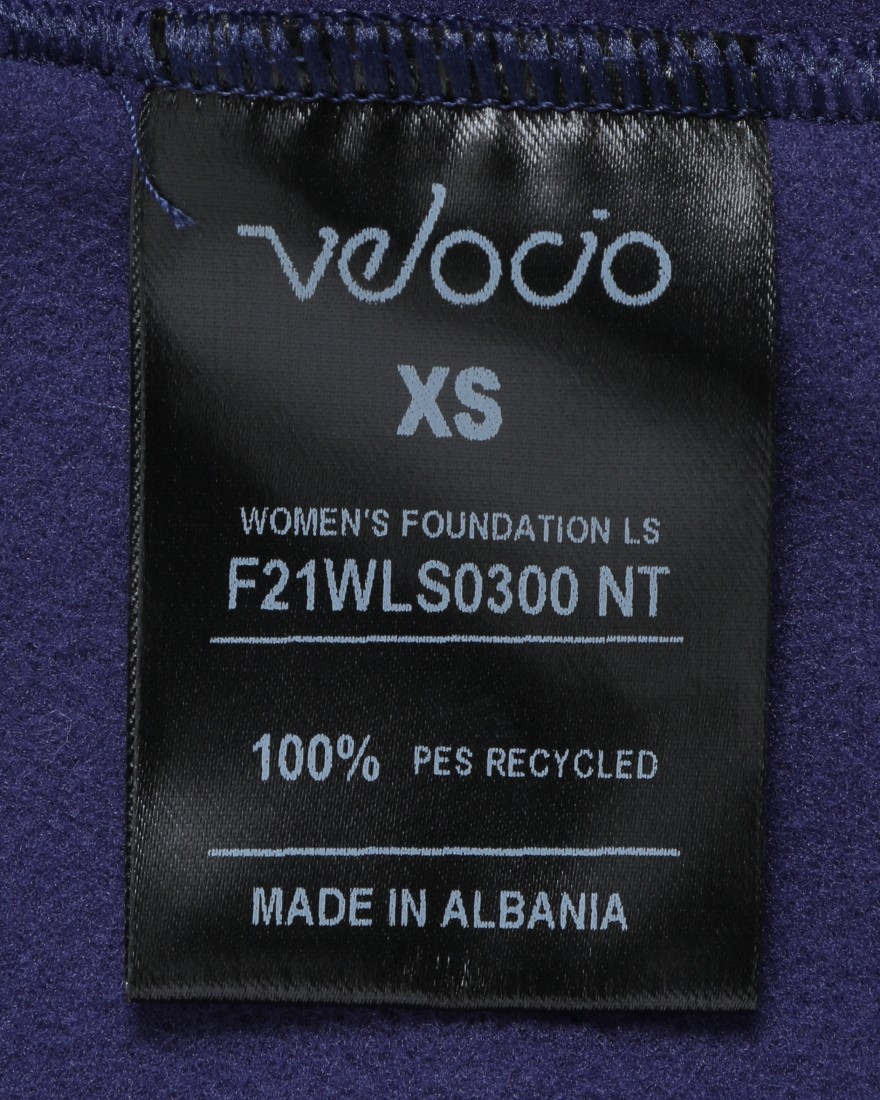 velocio
XS
WOMEN'S FOUNDATION LS
F21WLS0300 NT
100% PES RECYCLED
MADE IN ALBANIA